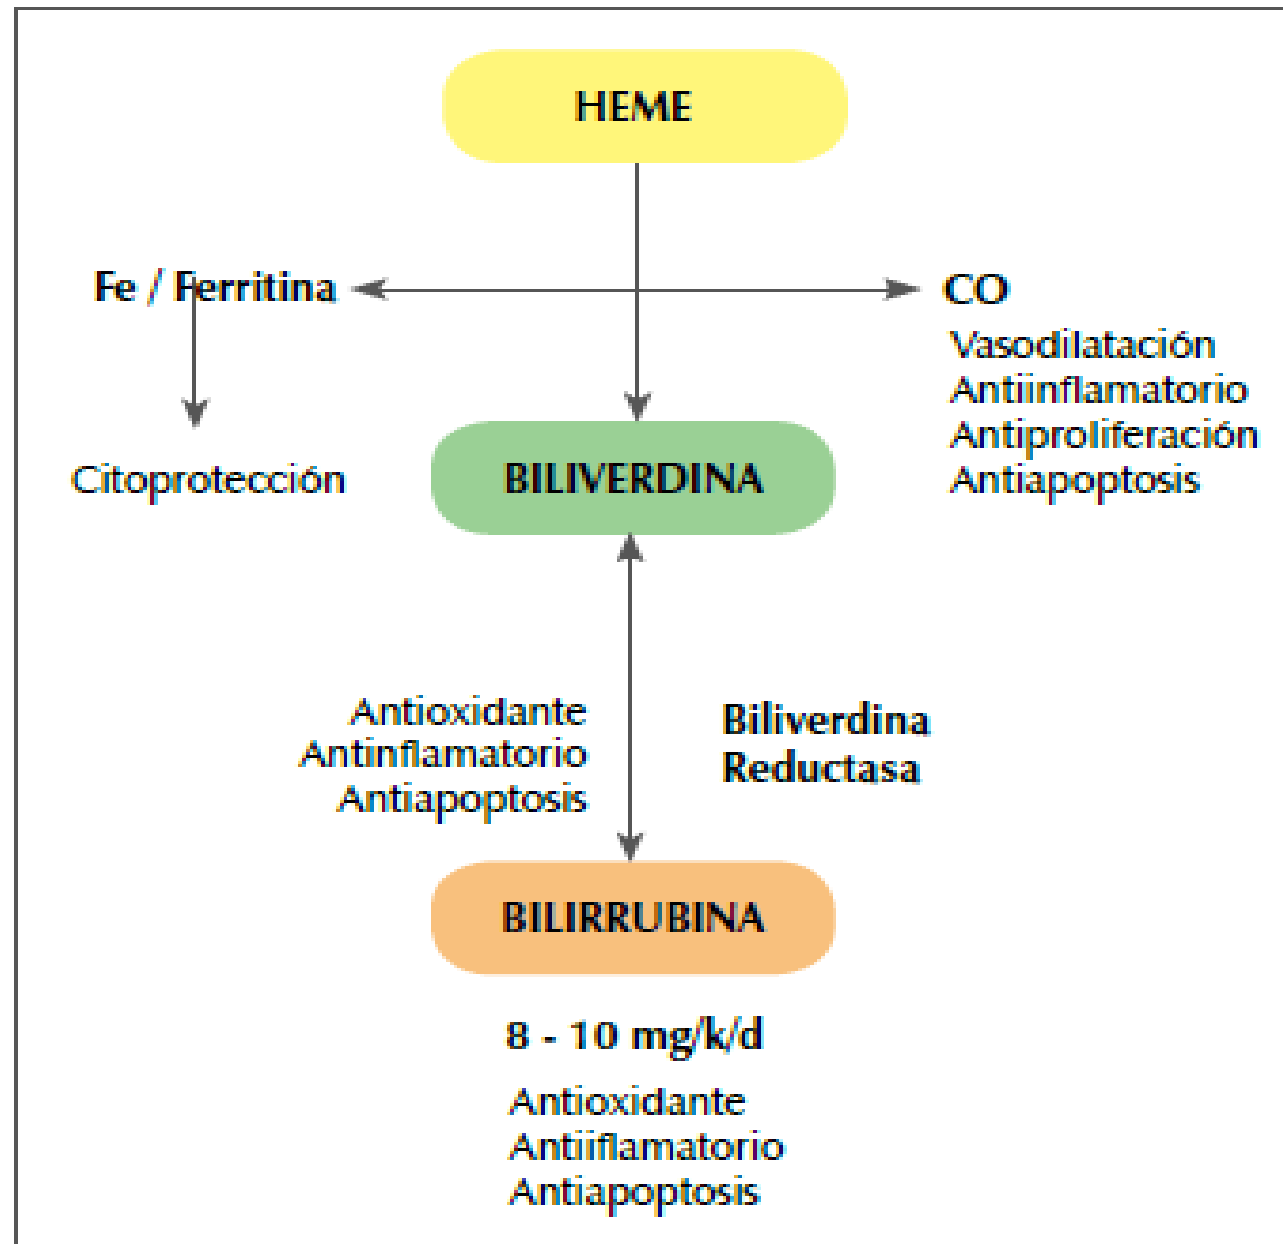 HEME
Fe / Ferritina
CO
Vasodilatación
Antiinflamatorio
Antiproliferación
Antiapoptosis
Citoprotección
BILIVERDINA
Antioxidante
Antinflamatorio
Antiapoptosis
Biliverdina
Reductasa
BILIRRUBINA
8 - 10 mg/k/d
Antioxidante
Antiiflamatorio
Antiapoptosis